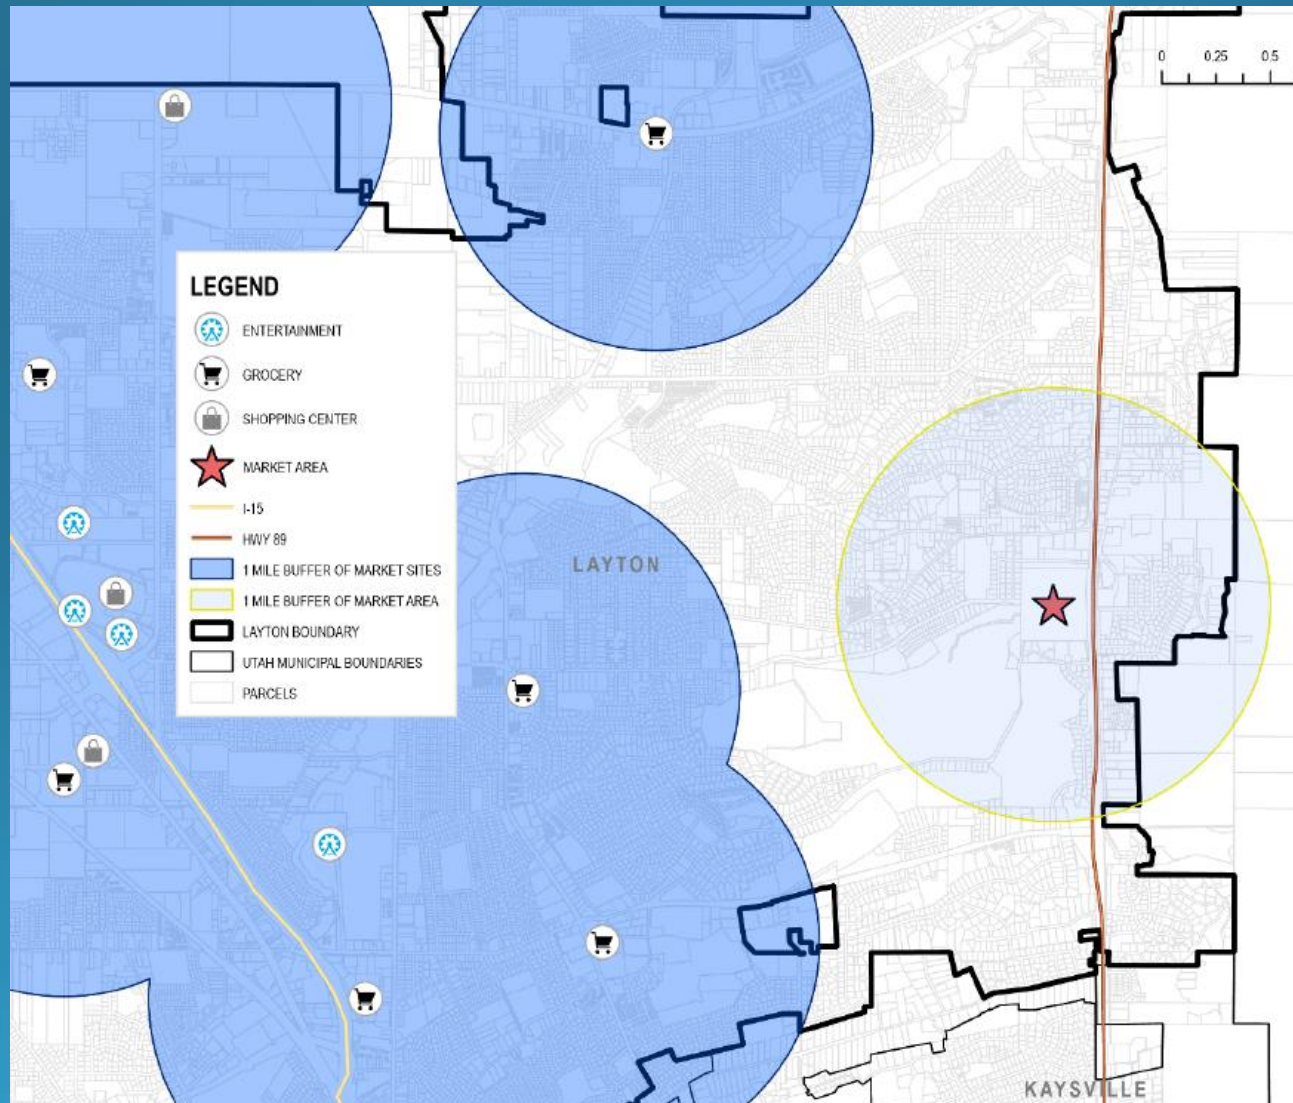 0 0.25 0.5
LEGEND
ENTERTAINMENT
GROCERY
SHOPPING CENTER
MARKET AREA
I-15
HWY 89
1 MILE BUFFER OF MARKET SITES
1 MILE BUFFER OF MARKET AREA
LAYTON BOUNDARY
UTAH MUNICIPAL BOUNDARIES
PARCELS
LAYTON
KAYSVILLE